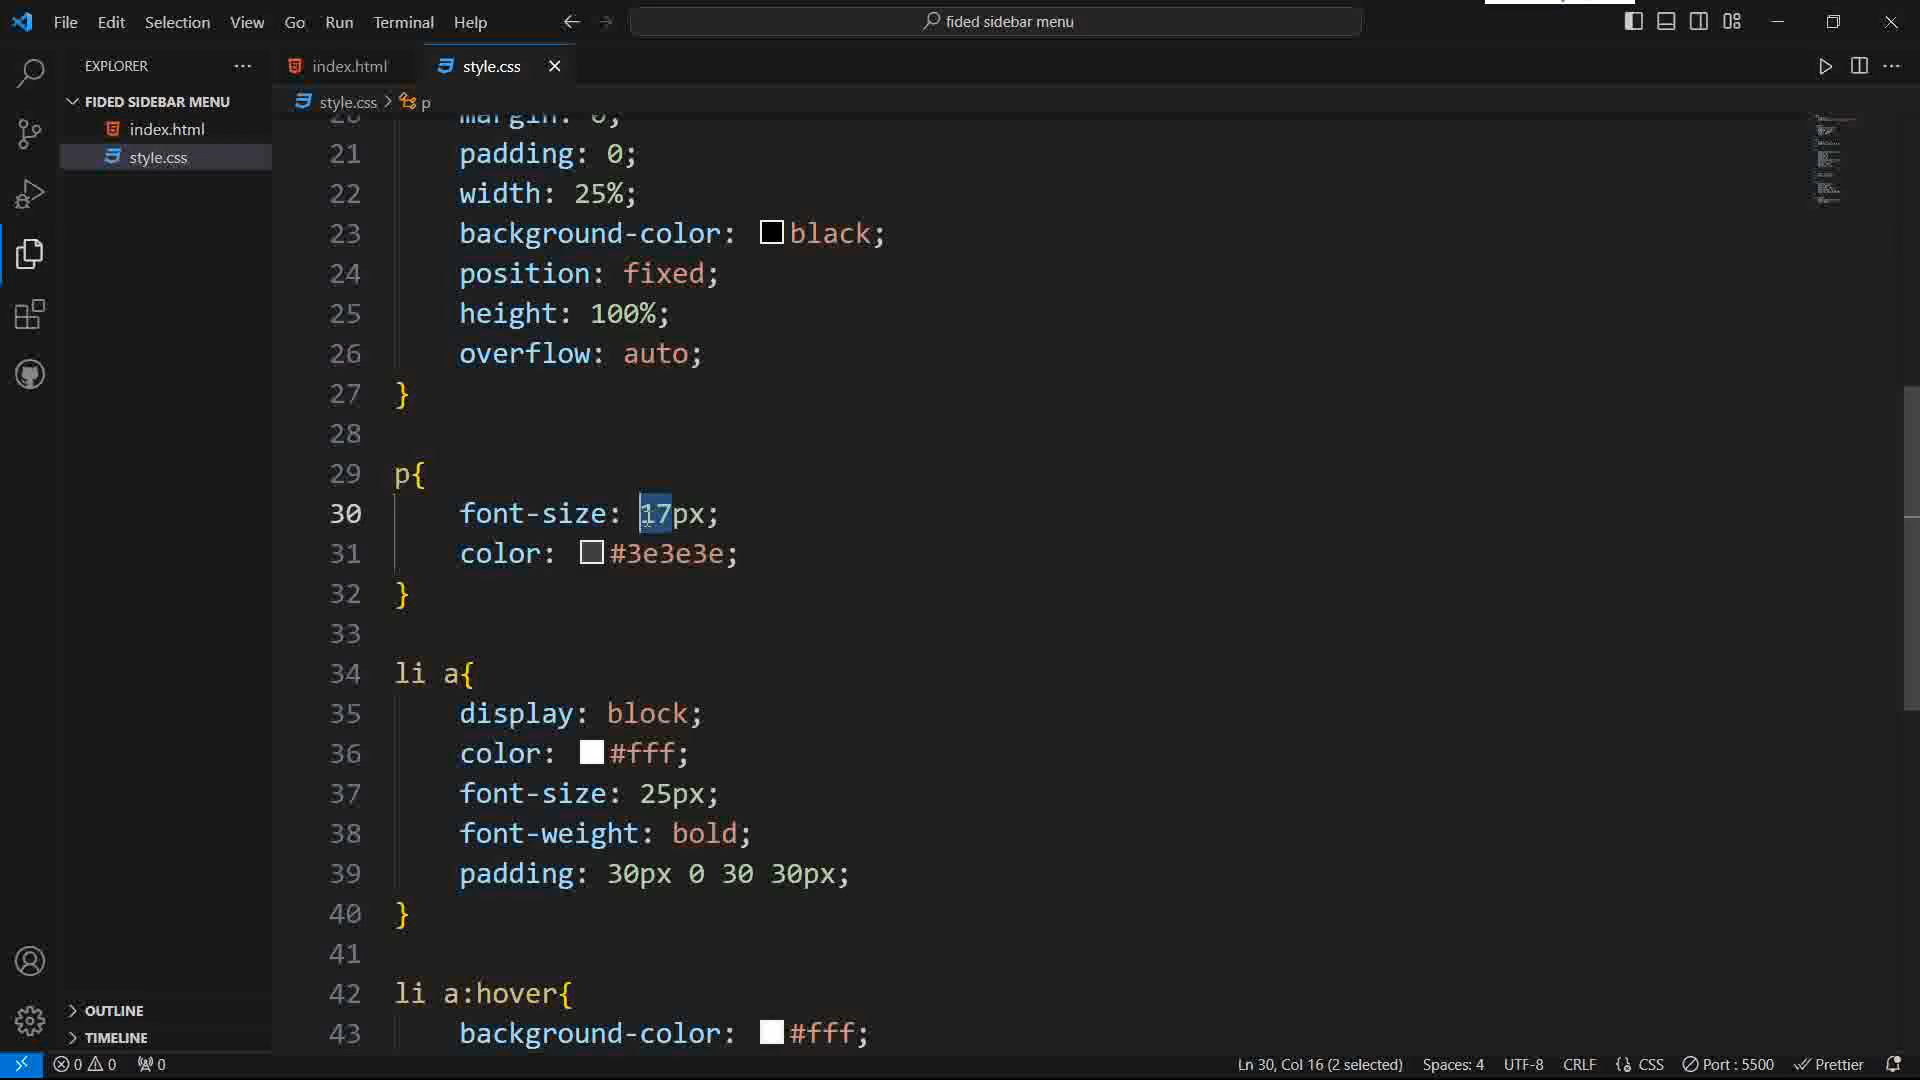 File Edit Selection View Go Run Terminal Help
fided sidebar menu
EXPLORER
index.html
style.css
FIDED SIDEBAR MENU
index.html
style.css
style.css > p
20 margin: 0;
21 padding: 0;
22 width: 25%;
23 background-color: black;
24 position: fixed;
25 height: 100%;
26 overflow: auto;
27 }
28
29 p{
30 font-size: 17px;
31 color: #3e3e3e;
32 }
33
34 li a{
35 display: block;
36 color: #fff;
37 font-size: 25px;
38 font-weight: bold;
39 padding: 30px 0 30 30px;
40 }
41
42 li a:hover{
43 background-color: #fff;
OUTLINE
TIMELINE
0 0 0 Ln 30, Col 16 (2 selected) Spaces: 4 UTF-8 CRLF {} CSS Port : 5500 Prettier